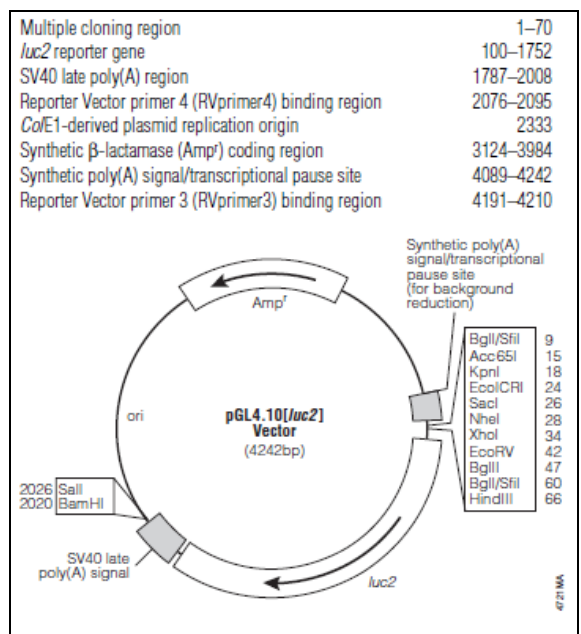 Multiple cloning region 1–70
luc2 reporter gene 100–1752
SV40 late poly(A) region 1787–2008
Reporter Vector primer 4 (RVprimer4) binding region 2076–2095
ColE1-derived plasmid replication origin 2333
Synthetic β-lactamase (Ampʳ) coding region 3124–3984
Synthetic poly(A) signal/transcriptional pause site 4089–4242
Reporter Vector primer 3 (RVprimer3) binding region 4191–4210
Synthetic poly(A)
signal/transcriptional
pause site
(for background
reduction)
Ampʳ
BglI/SfiI 9
Acc65I 15
KpnI 18
EcoICRI 24
SacI 26
NheI 28
XhoI 34
EcoRV 42
BglII 47
BglI/SfiI 60
HindIII 66
ori
pGL4.10[luc2]
Vector
(4242bp)
2026 SalI
2020 BamHI
SV40 late
poly(A) signal
luc2
4721MA